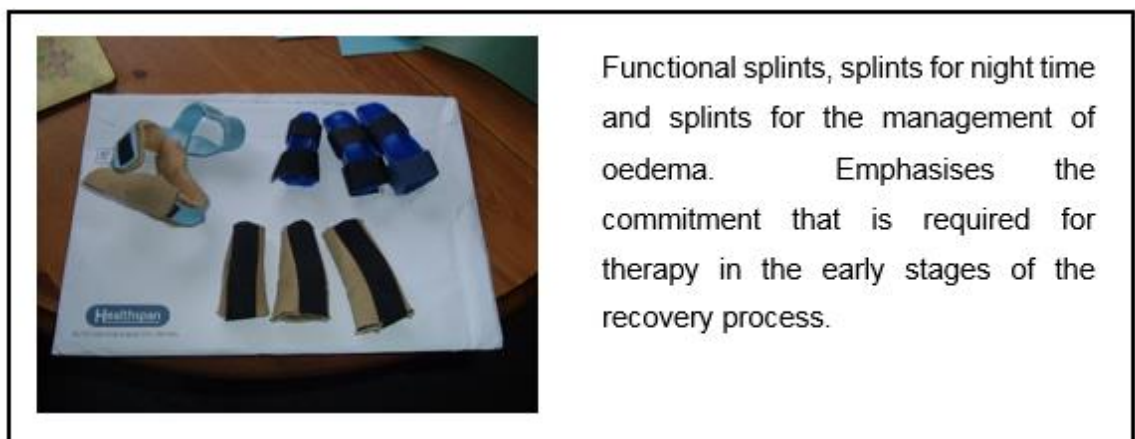 Functional splints, splints for night time
and splints for the management of
oedema. Emphasises the
commitment that is required for
therapy in the early stages of the
recovery process.
Healthspan